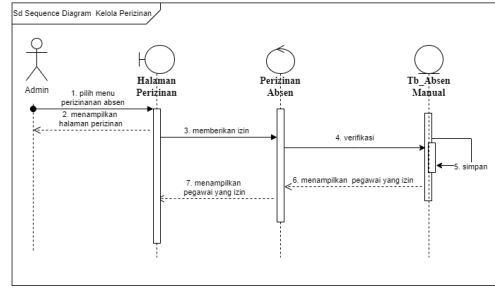 Sd Sequence Diagram Kelola Perizinan
Admin
Halaman
Perizinan
Perizinan
Absen
Tb_Absen
Manual
1. pilih menu
perizinanan absen
2. menampilkan
halaman perizinan
3. memberikan izin
4. verifikasi
5. simpan
6. menampilkan pegawai yang izin
7. menampilkan
pegawai yang izin